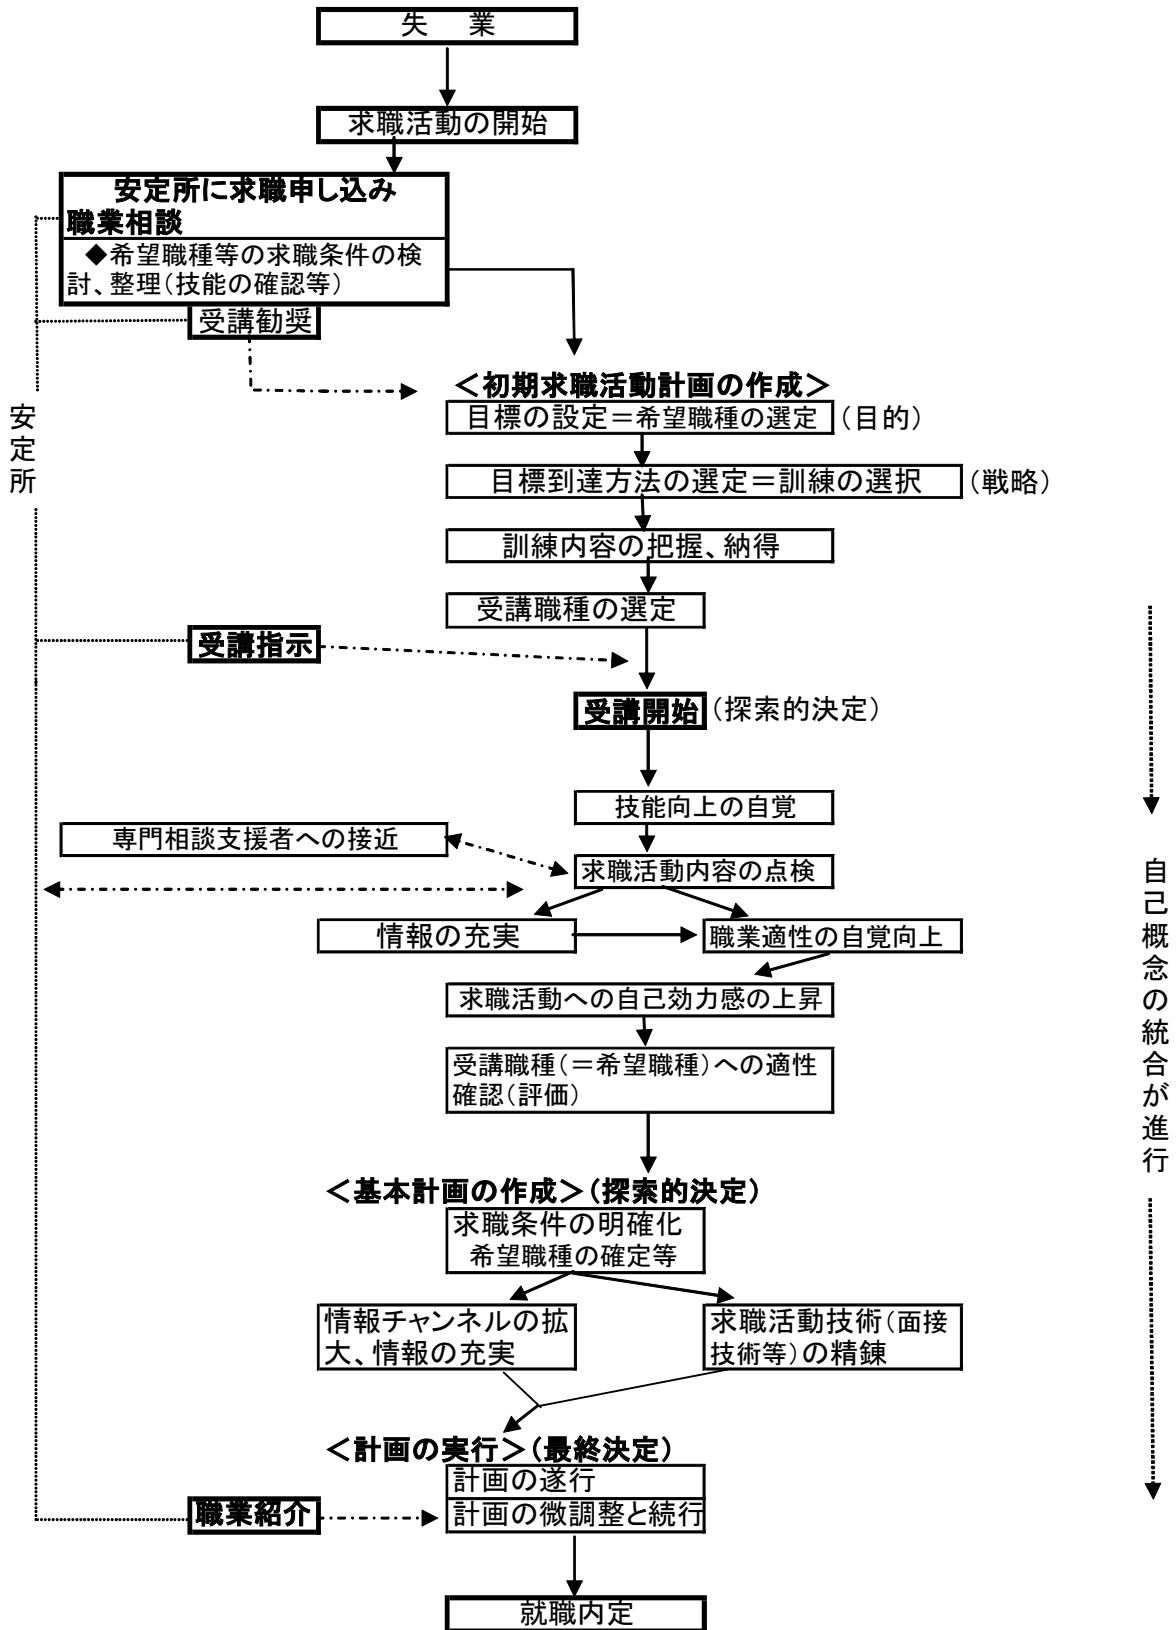 失　業
求職活動の開始
安定所に求職申し込み
職業相談
◆希望職種等の求職条件の検
討、整理(技能の確認等)
受講勧奨
＜初期求職活動計画の作成＞
目標の設定＝希望職種の選定
(目的)
安定所
目標到達方法の選定＝訓練の選択
(戦略)
訓練内容の把握、納得
受講職種の選定
受講指示
受講開始
(探索的決定)
技能向上の自覚
専門相談支援者への接近
求職活動内容の点検
情報の充実
職業適性の自覚向上
自己概念の統合が進行
求職活動への自己効力感の上昇
受講職種(＝希望職種)への適性
確認(評価)
＜基本計画の作成＞(探索的決定)
求職条件の明確化
希望職種の確定等
情報チャンネルの拡
大、情報の充実
求職活動技術(面接
技術等)の精錬
＜計画の実行＞(最終決定)
計画の遂行
職業紹介
計画の微調整と続行
就職内定